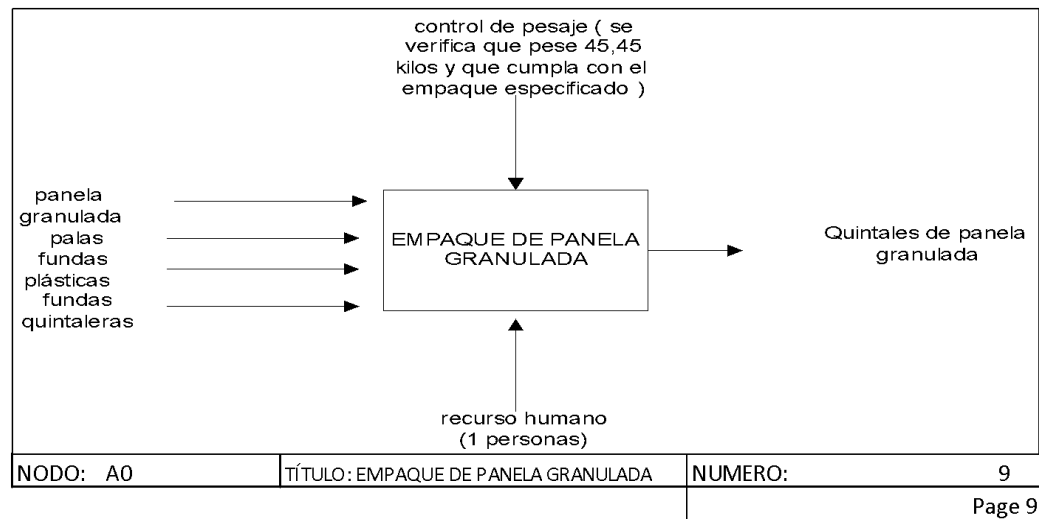 control de pesaje ( se
verifica que pese 45,45
kilos y que cumpla con el
empaque especificado )
panela
granulada
palas
fundas
plásticas
fundas
quintaleras
EMPAQUE DE PANELA
GRANULADA
Quintales de panela
granulada
recurso humano
(1 personas)
NODO: A0
TÍTULO: EMPAQUE DE PANELA GRANULADA
NUMERO: 9
Page 9